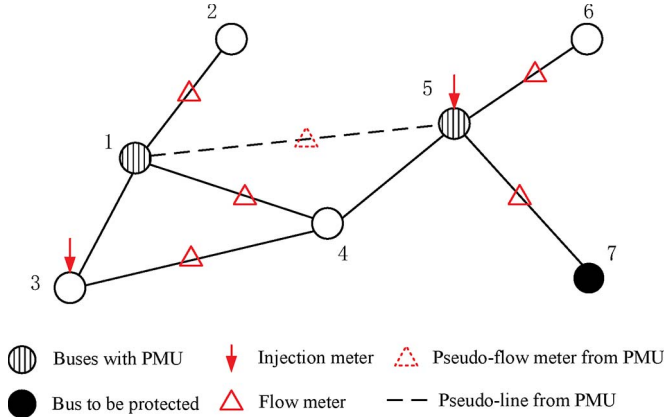 2
6
5
1
4
7
3
Buses with PMU
Injection meter
Pseudo-flow meter from PMU
Bus to be protected
Flow meter
Pseudo-line from PMU